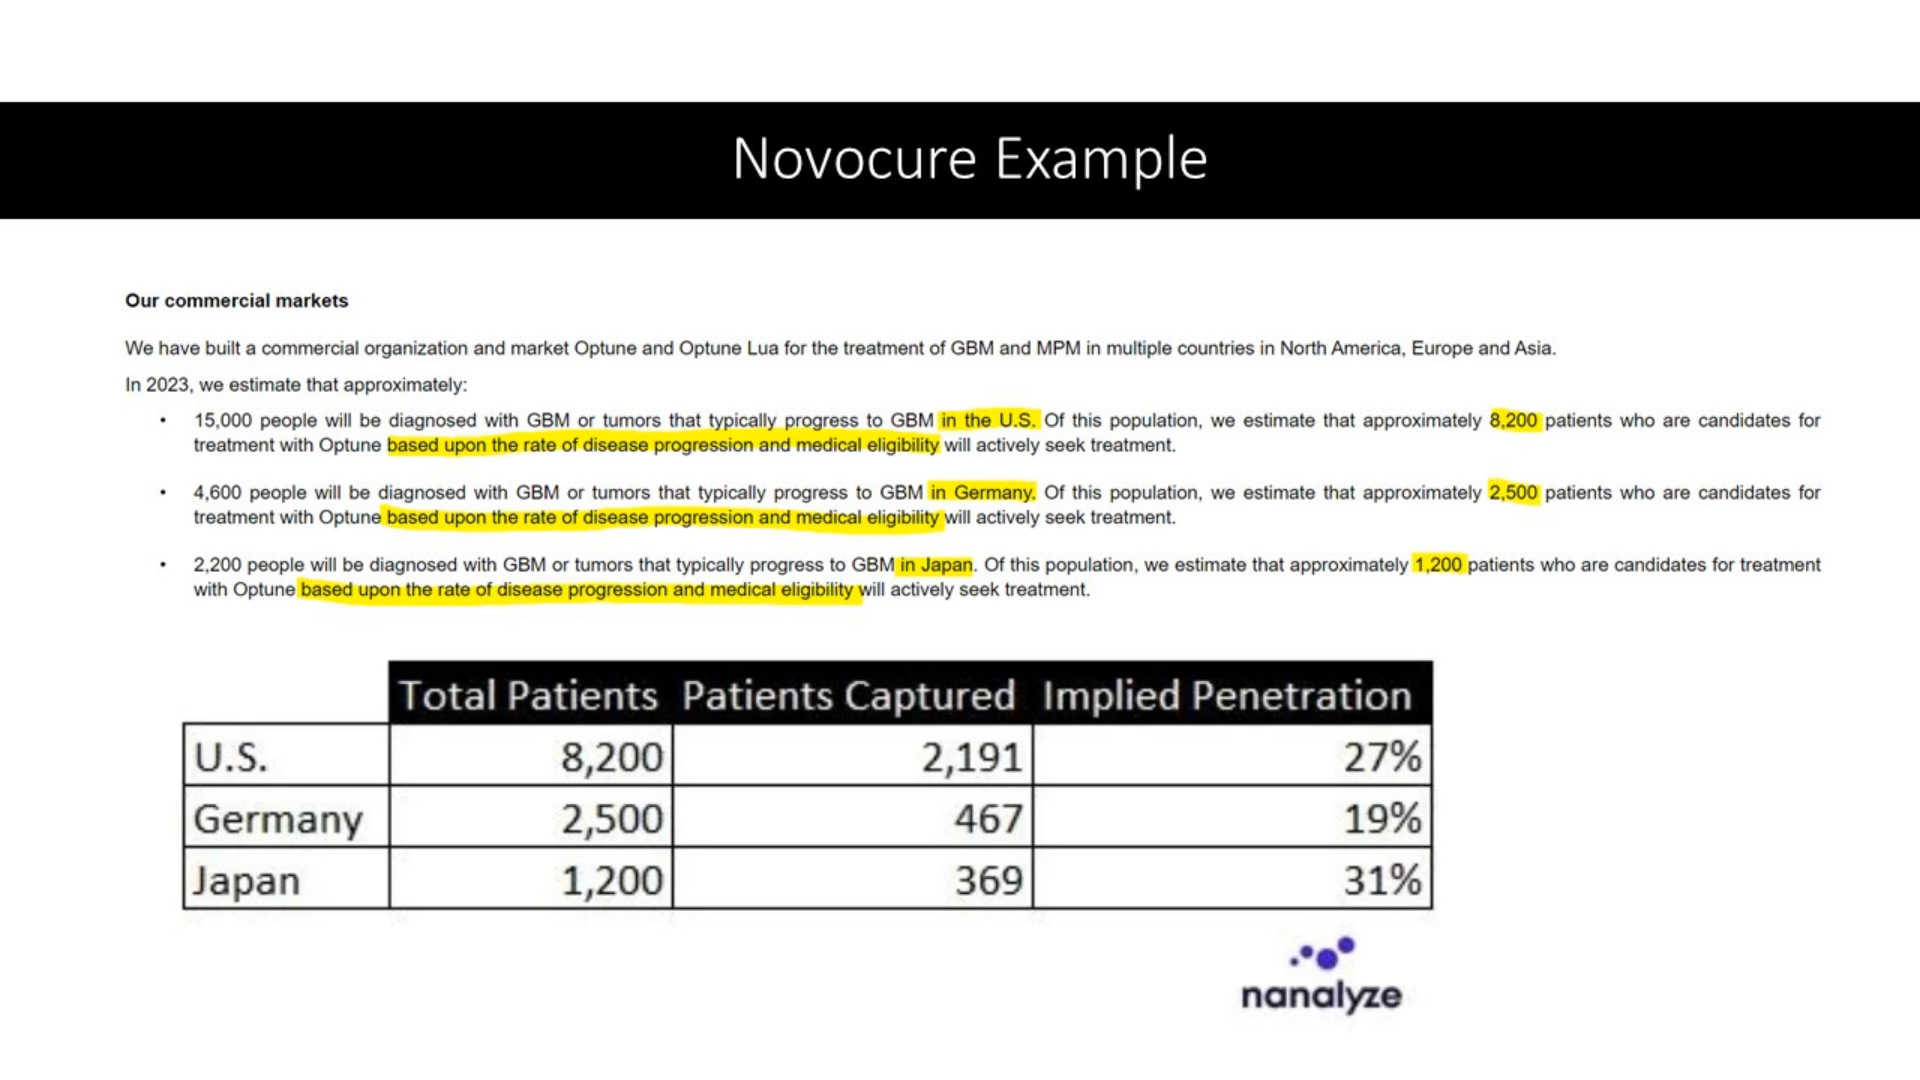 Novocure Example
Our commercial markets
We have built a commercial organization and market Optune and Optune Lua for the treatment of GBM and MPM in multiple countries in North America, Europe and Asia.
In 2023, we estimate that approximately:
• 15,000 people will be diagnosed with GBM or tumors that typically progress to GBM in the U.S. Of this population, we estimate that approximately 8,200 patients who are candidates for
treatment with Optune based upon the rate of disease progression and medical eligibility will actively seek treatment.
• 4,600 people will be diagnosed with GBM or tumors that typically progress to GBM in Germany. Of this population, we estimate that approximately 2,500 patients who are candidates for
treatment with Optune based upon the rate of disease progression and medical eligibility will actively seek treatment.
• 2,200 people will be diagnosed with GBM or tumors that typically progress to GBM in Japan. Of this population, we estimate that approximately 1,200 patients who are candidates for treatment
with Optune based upon the rate of disease progression and medical eligibility will actively seek treatment.
Total Patients Patients Captured Implied Penetration
U.S. 8,200 2,191 27%
Germany 2,500 467 19%
Japan 1,200 369 31%
nanalyze